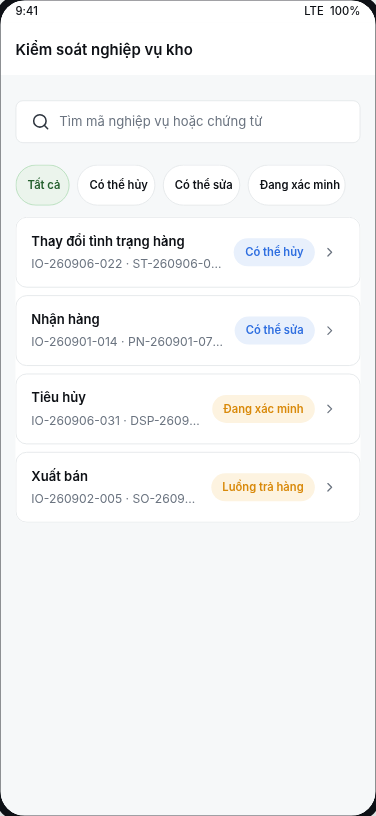 9:41
LTE 100%
Kiểm soát nghiệp vụ kho
Tìm mã nghiệp vụ hoặc chứng từ
Tất cả
Có thể hủy
Có thể sửa
Đang xác minh
Thay đổi tình trạng hàng
Có thể hủy
IO-260906-022 · ST-260906-0...
Nhận hàng
Có thể sửa
IO-260901-014 · PN-260901-07...
Tiêu hủy
Đang xác minh
IO-260906-031 · DSP-2609...
Xuất bán
Luồng trả hàng
IO-260902-005 · SO-2609...